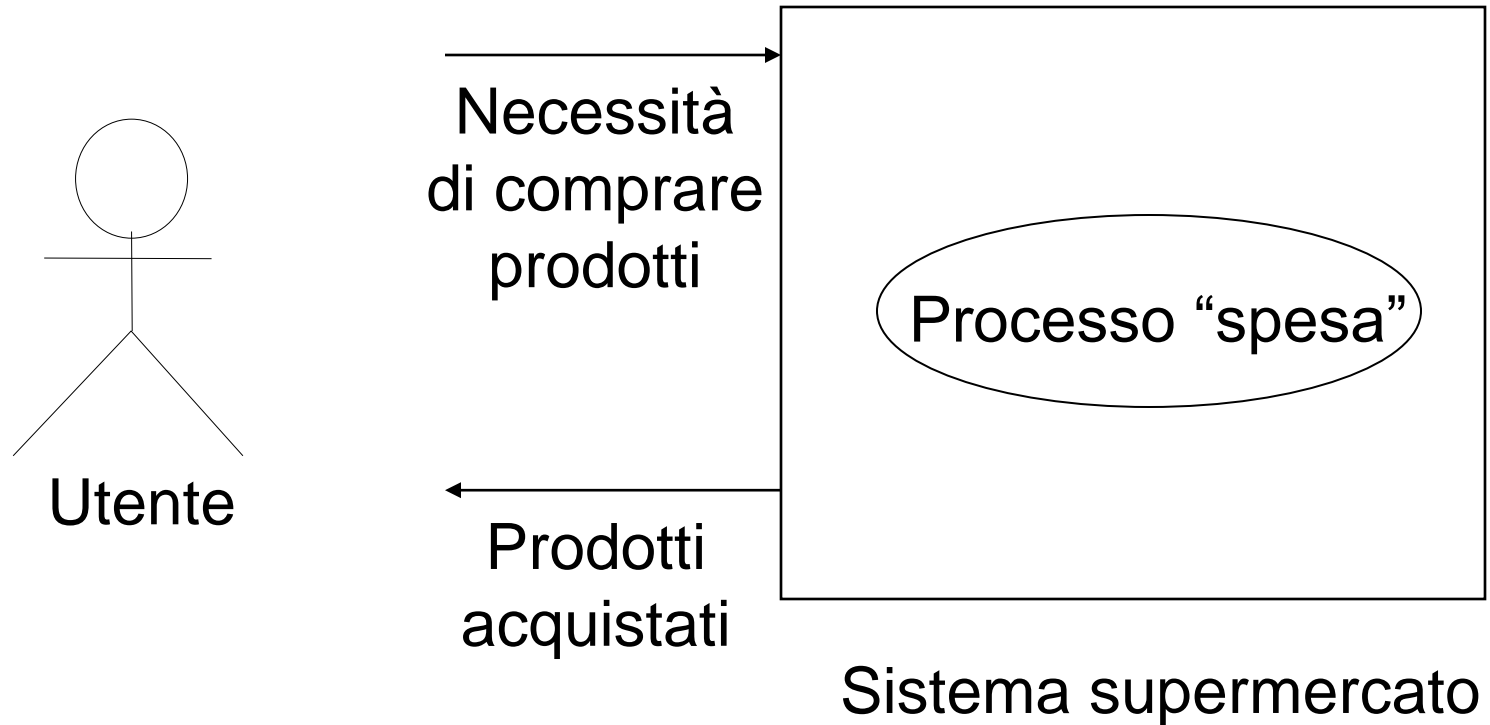 Necessità
di comprare
prodotti
Processo “spesa”
Utente
Prodotti
acquistati
Sistema supermercato